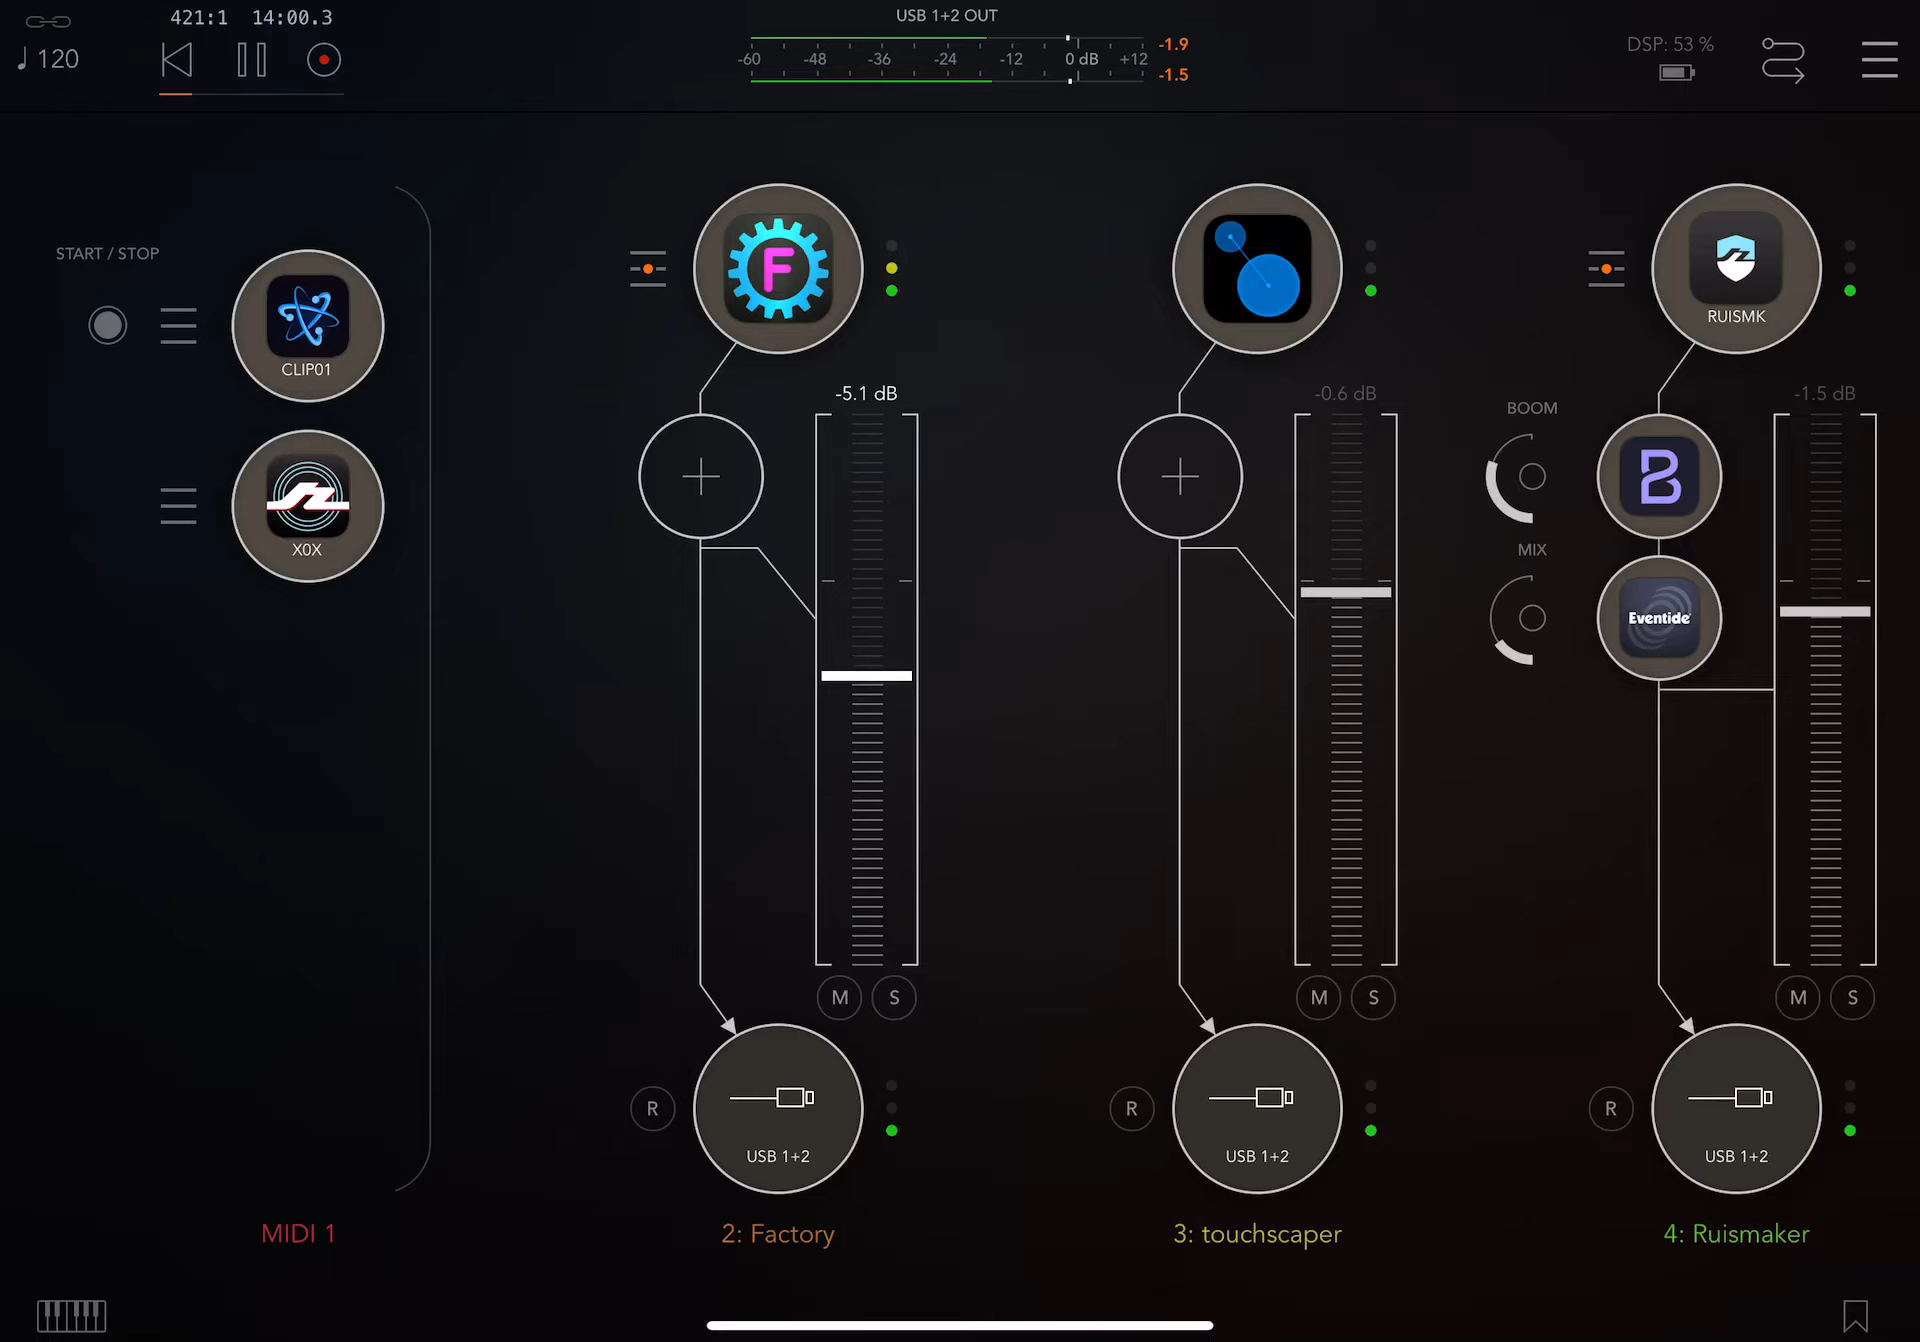 421:1 14:00.3
120
USB 1+2 OUT
-60 -48 -36 -24 -12 0 dB +12
-1.9
-1.5
DSP: 53 %
START / STOP
CLIP01
X0X
MIDI 1
F
-5.1 dB
M S
R
USB 1+2
2: Factory
-0.6 dB
M S
R
USB 1+2
3: touchscaper
RUISMK
BOOM
MIX
B
Eventide
-1.5 dB
M S
R
USB 1+2
4: Ruismaker